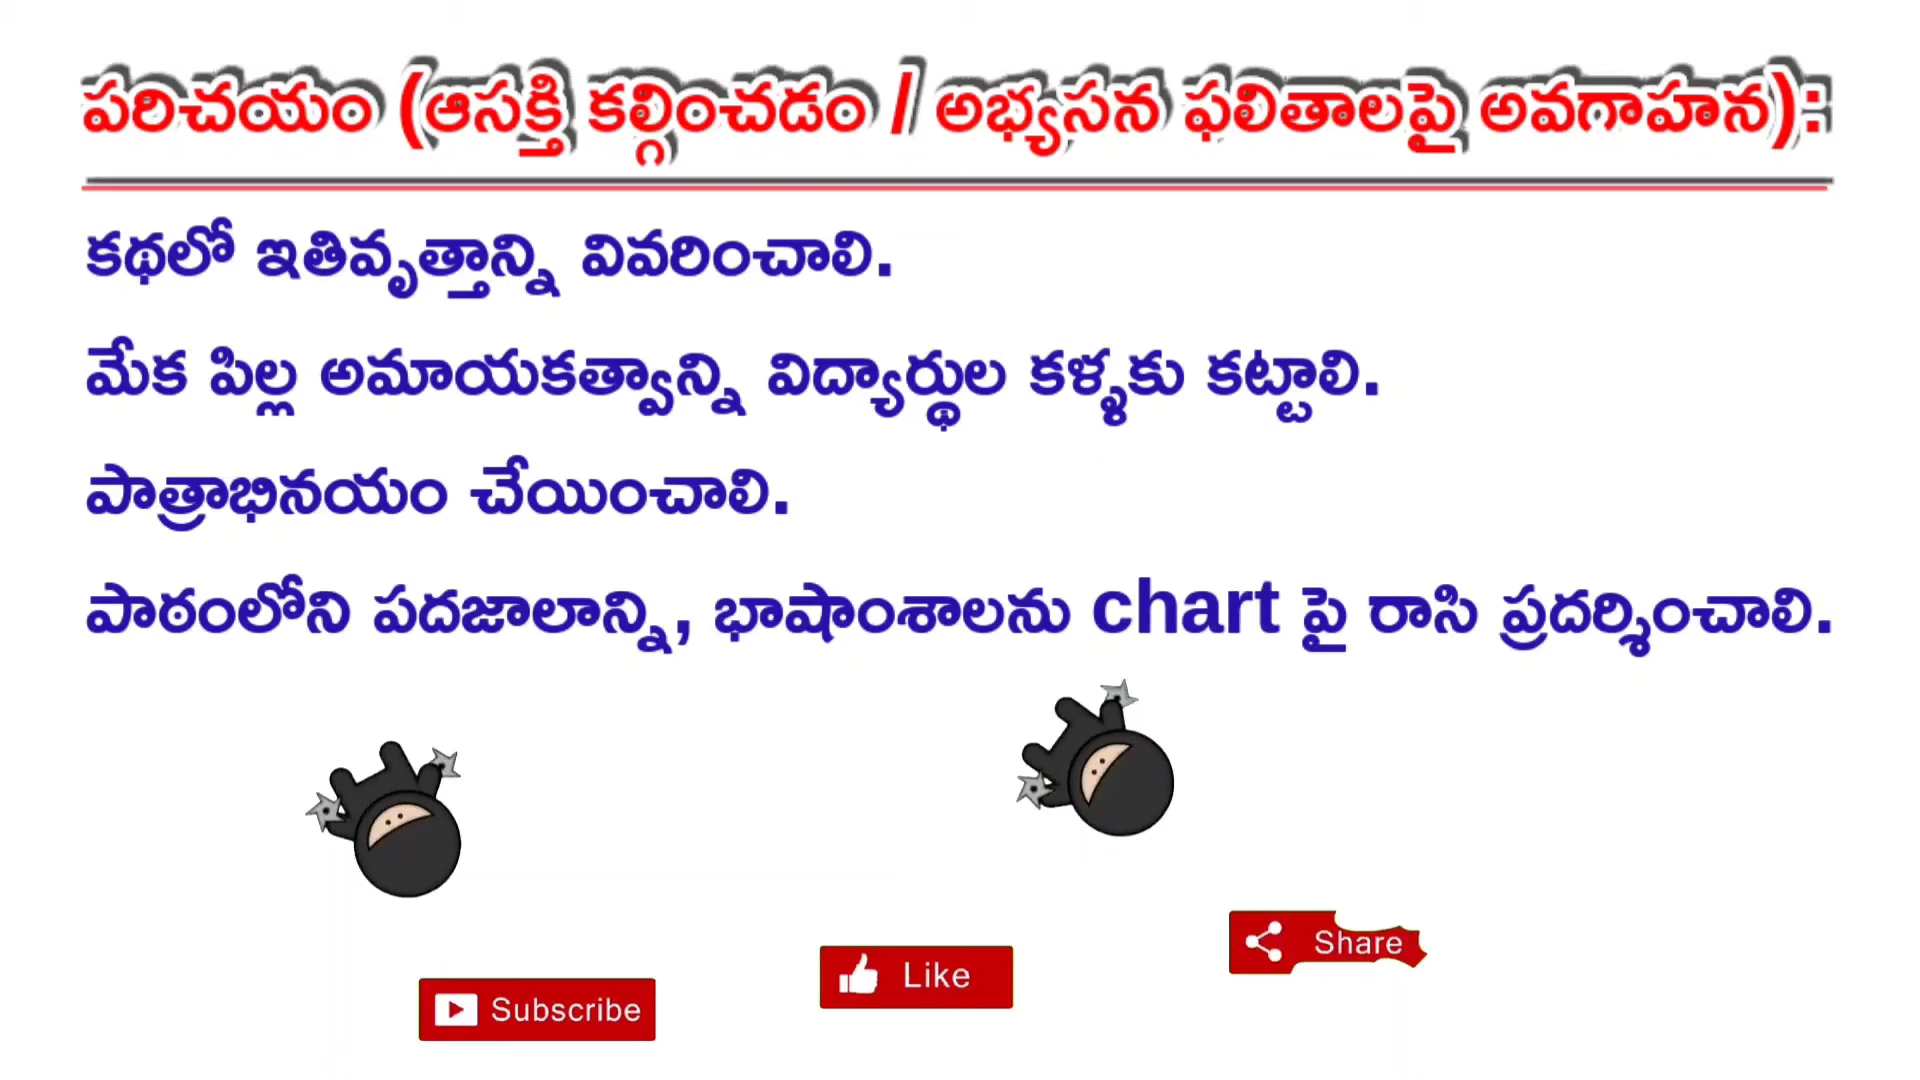 పరిచయం (ఆసక్తి కల్గించడం / అభ్యసన ఫలితాలపై అవగాహన):
కథలో ఇతివృత్తాన్ని వివరించాలి.
మేక పిల్ల అమాయకత్వాన్ని విద్యార్థుల కళ్ళకు కట్టాలి.
పాత్రాభినయం చేయించాలి.
పాఠంలోని పదజాలాన్ని, భాషాంశాలను chart పై రాసి ప్రదర్శించాలి.
Share
Like
Subscribe